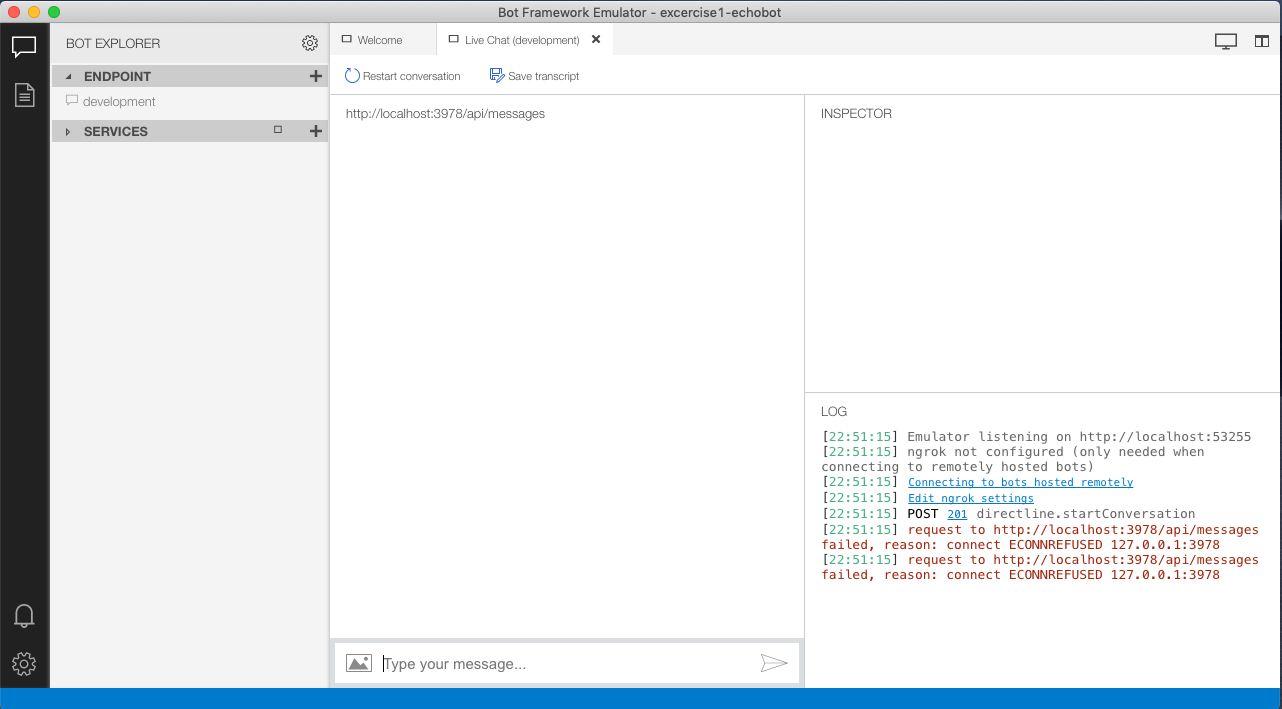 Bot Framework Emulator - excercise1-echobot
BOT EXPLORER
ENDPOINT
development
SERVICES
Welcome
Live Chat (development)
Restart conversation
Save transcript
http://localhost:3978/api/messages
Type your message...
INSPECTOR
LOG
[22:51:15] Emulator listening on http://localhost:53255
[22:51:15] ngrok not configured (only needed when
connecting to remotely hosted bots)
[22:51:15] Connecting to bots hosted remotely
[22:51:15] Edit ngrok settings
[22:51:15] POST 201 directline.startConversation
[22:51:15] request to http://localhost:3978/api/messages
failed, reason: connect ECONNREFUSED 127.0.0.1:3978
[22:51:15] request to http://localhost:3978/api/messages
failed, reason: connect ECONNREFUSED 127.0.0.1:3978